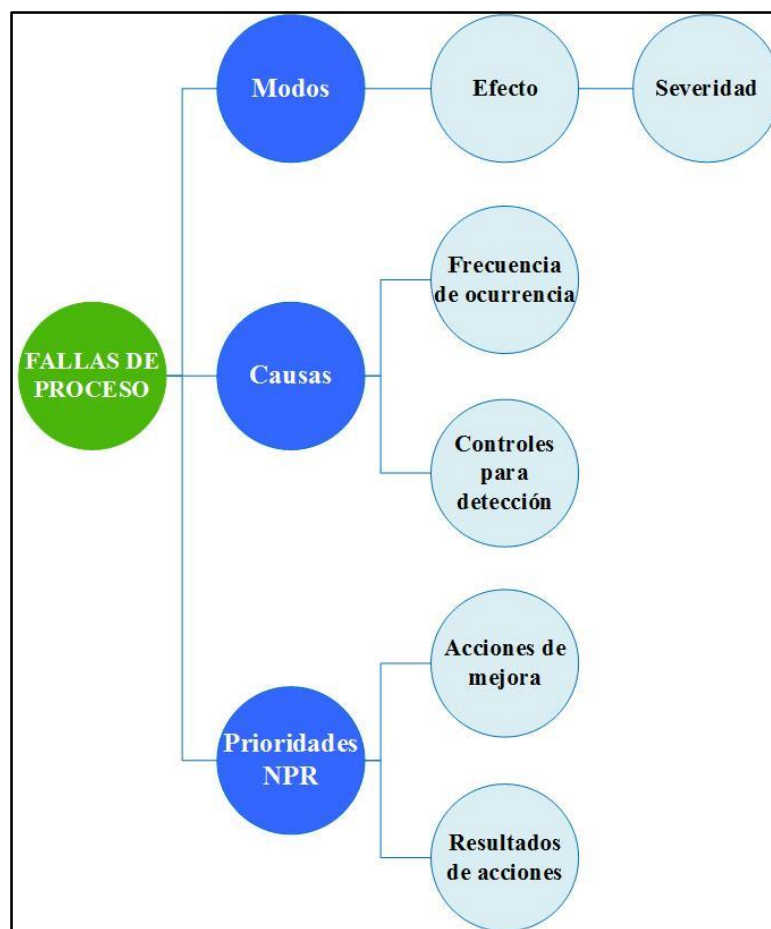 Modos
Efecto
Severidad
Frecuencia
de ocurrencia
FALLAS DE
PROCESO
Causas
Controles
para
detección
Acciones de
mejora
Prioridades
NPR
Resultados
de acciones